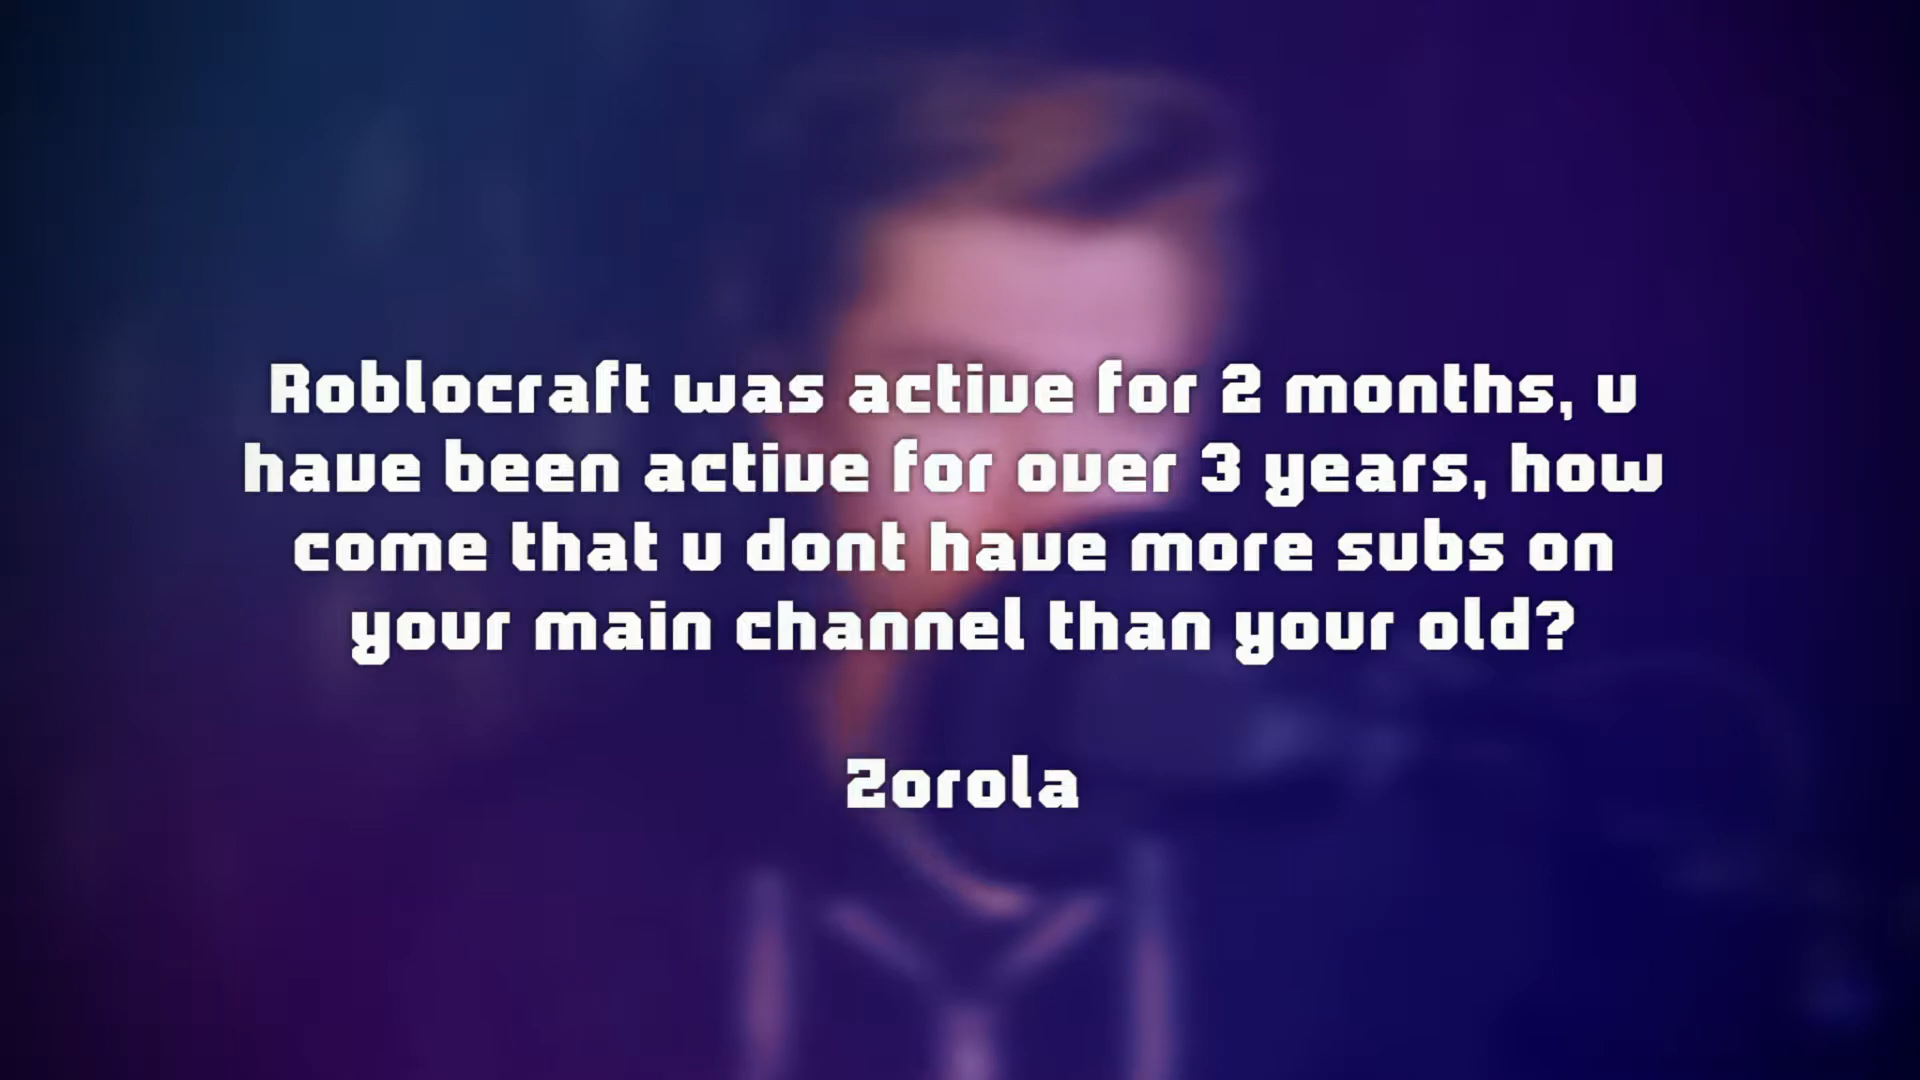 Roblocraft was active for 2 months, u
have been active for over 3 years, how
come that u dont have more subs on
your main channel than your old?
Zorola